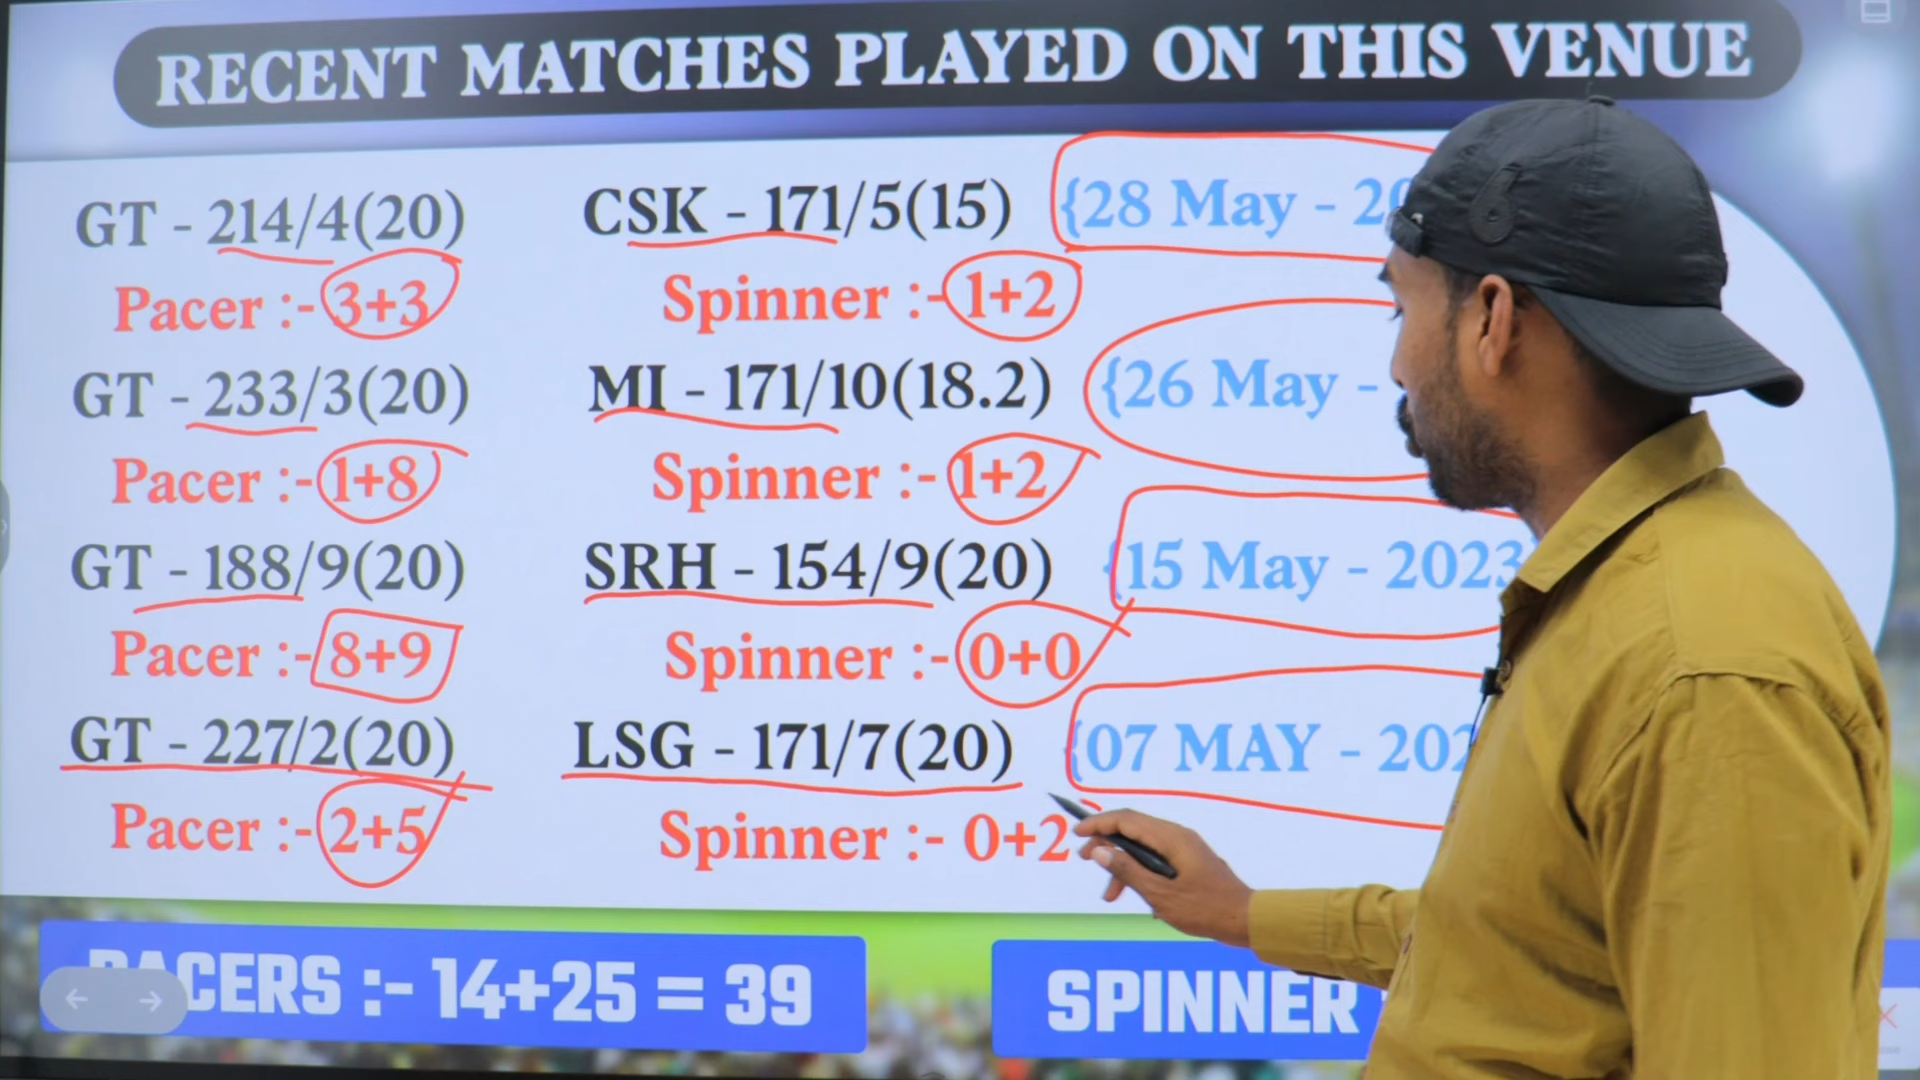 RECENT MATCHES PLAYED ON THIS VENUE
GT - 214/4(20) CSK - 171/5(15) {28 May - 20
Pacer :- 3+3 Spinner :- 1+2
GT - 233/3(20) MI - 171/10(18.2) {26 May -
Pacer :- 1+8 Spinner :- 1+2
GT - 188/9(20) SRH - 154/9(20) {15 May - 2023
Pacer :- 8+9 Spinner :- 0+0
GT - 227/2(20) LSG - 171/7(20) {07 MAY - 202
Pacer :- 2+5 Spinner :- 0+2
PACERS :- 14+25 = 39 SPINNER